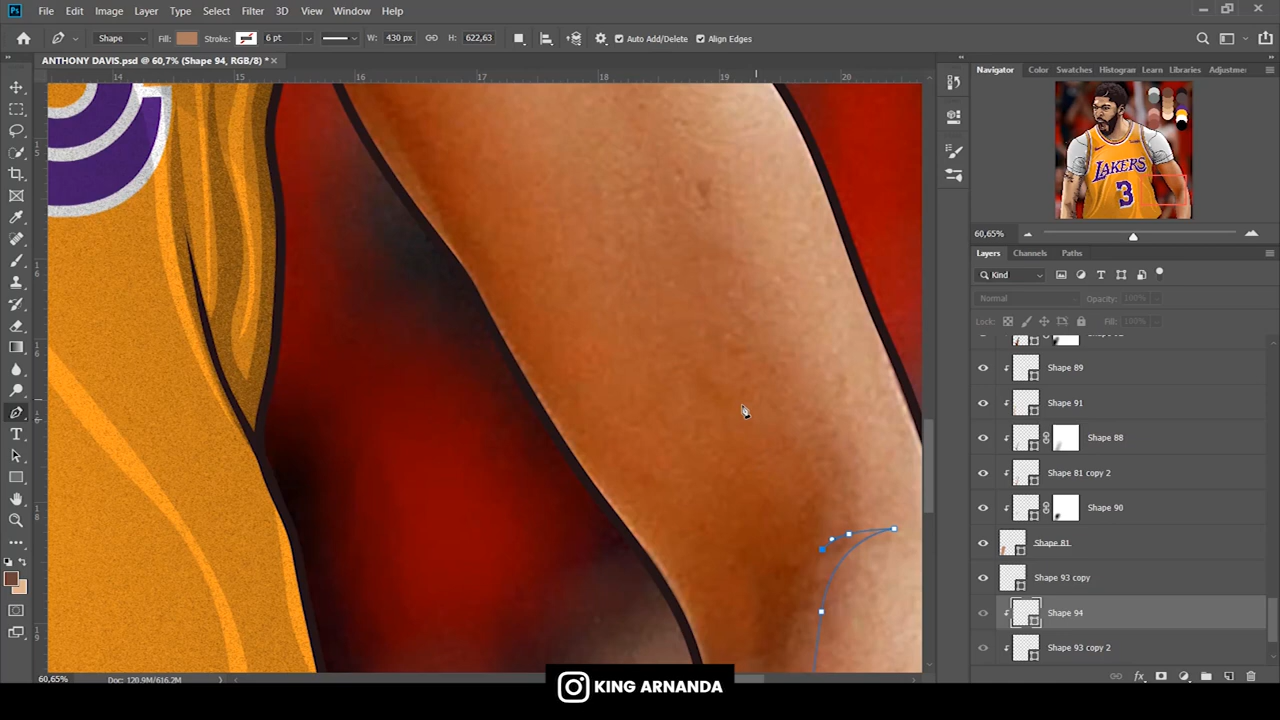 Ps File Edit Image Layer Type Select Filter 3D View Window Help
Shape Fill: Stroke: 6 pt W: 430 px H: 622,63 Auto Add/Delete Align Edges
ANTHONY DAVIS.psd @ 60,7% (Shape 94, RGB/8) *
14 15 16 17 18 19 20
Navigator Color Swatches Histogran Learn Libraries Adjustme
LAKERS
3
60,65%
Layers Channels Paths
Kind
Normal Opacity: 100%
Lock: Fill: 100%
Shape 89
Shape 91
Shape 88
Shape 81 copy 2
Shape 90
Shape 81
Shape 93 copy
Shape 94
Shape 93 copy 2
60,65% Doc: 120.9M/616.2M
KING ARNANDA